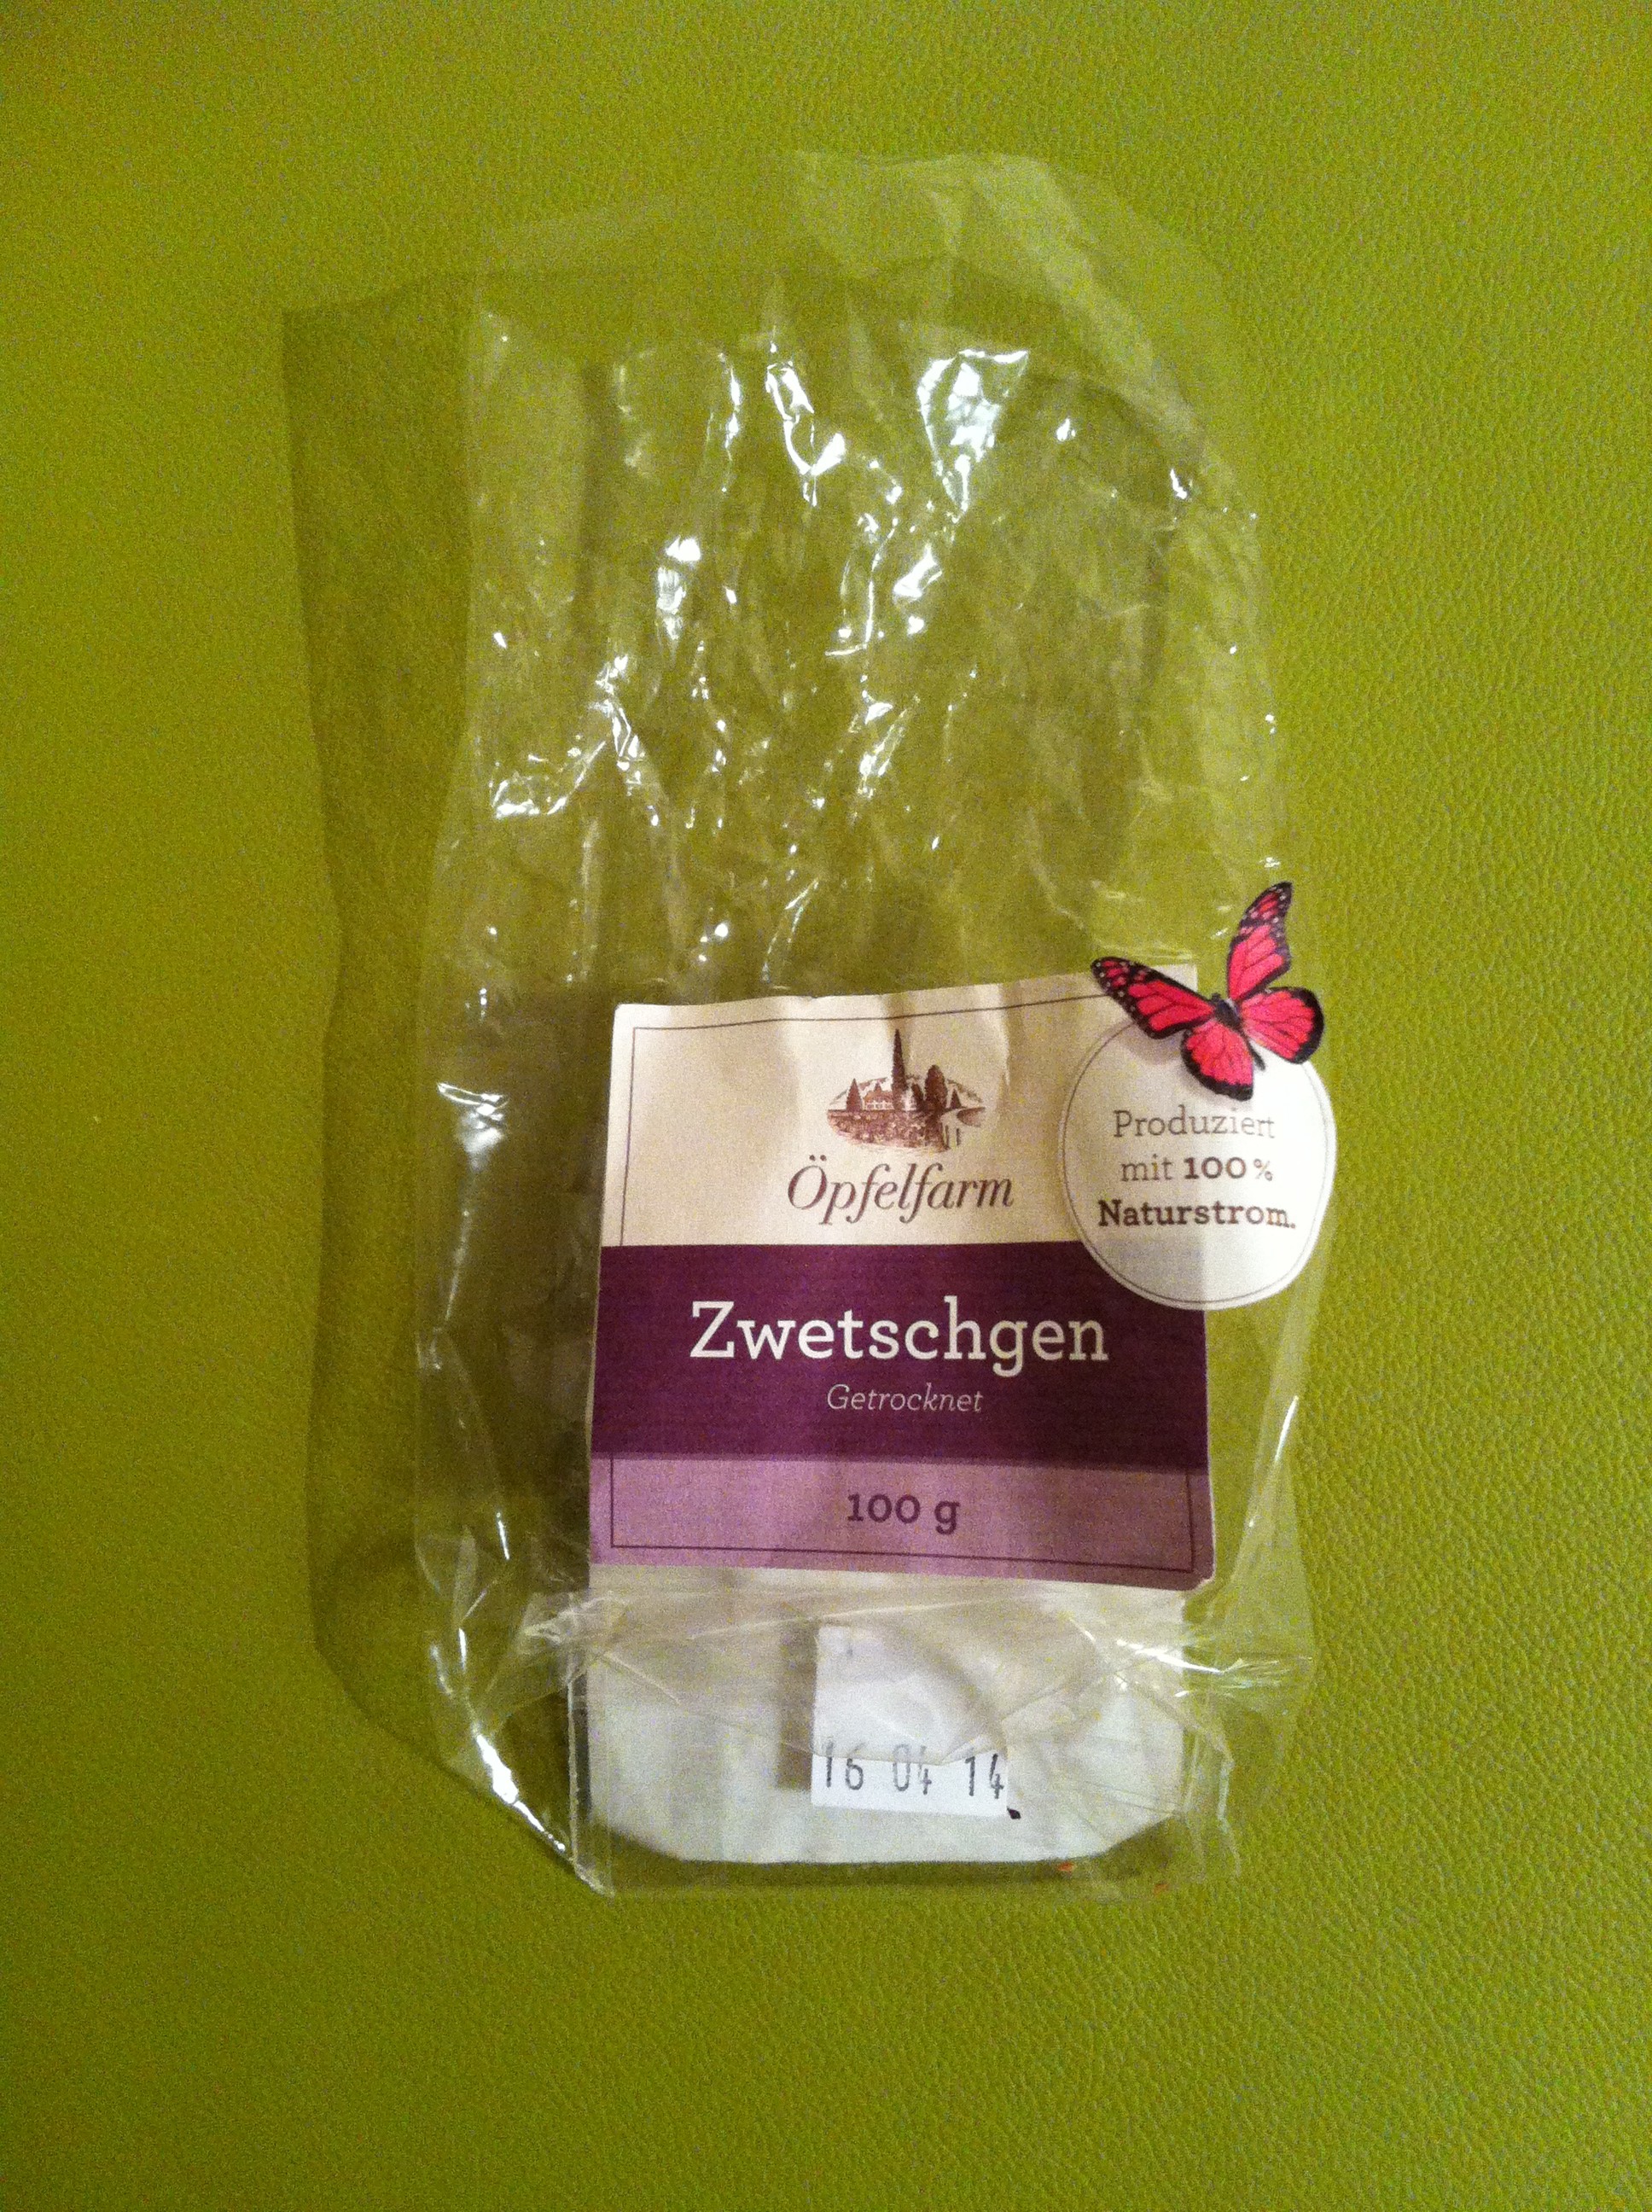 Öpfelfarm
Produziert
mit 100%
Naturstrom.
Zwetschgen
Getrocknet
100 g
16 04 14